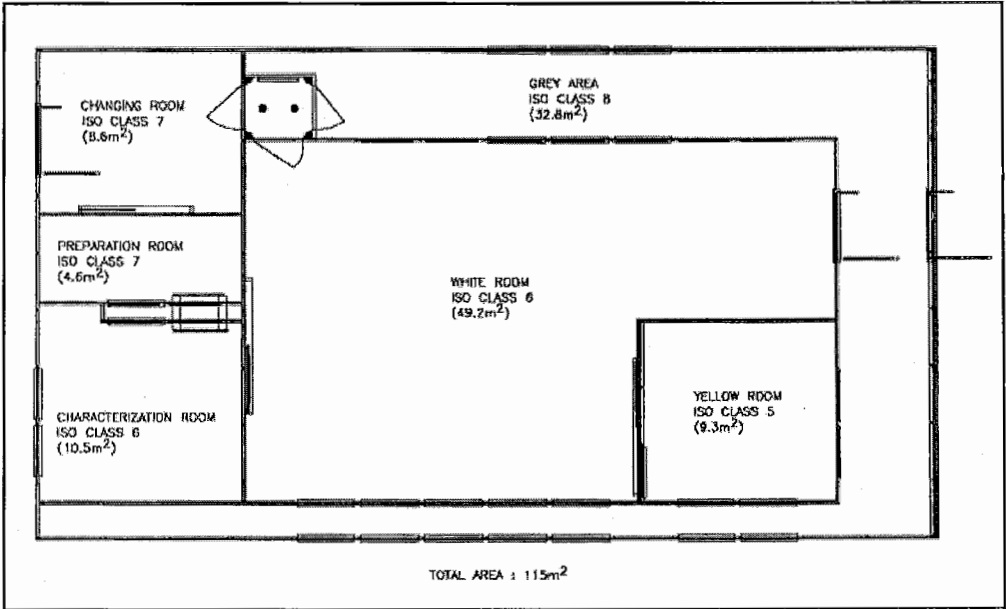 CHANGING ROOM
ISO CLASS 7
(8.6m²)
GREY AREA
ISO CLASS 8
(32.8m²)
PREPARATION ROOM
ISO CLASS 7
(4.6m²)
WHITE ROOM
ISO CLASS 6
(49.2m²)
YELLOW ROOM
ISO CLASS 5
(9.3m²)
CHARACTERIZATION ROOM
ISO CLASS 6
(10.5m²)
TOTAL AREA : 115m²